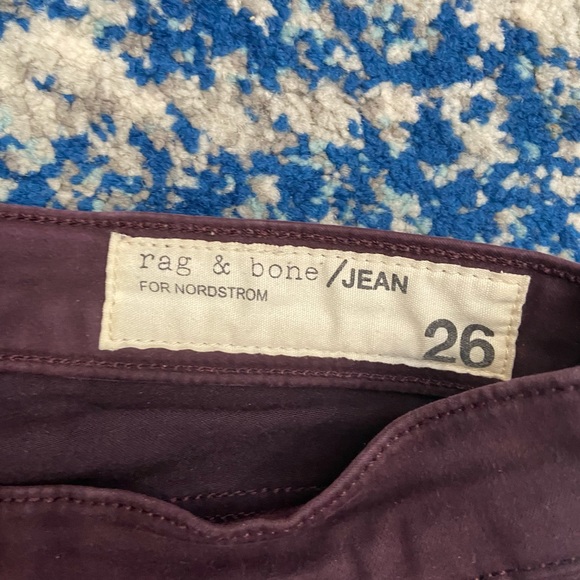 rag & bone/JEAN
FOR NORDSTROM
26